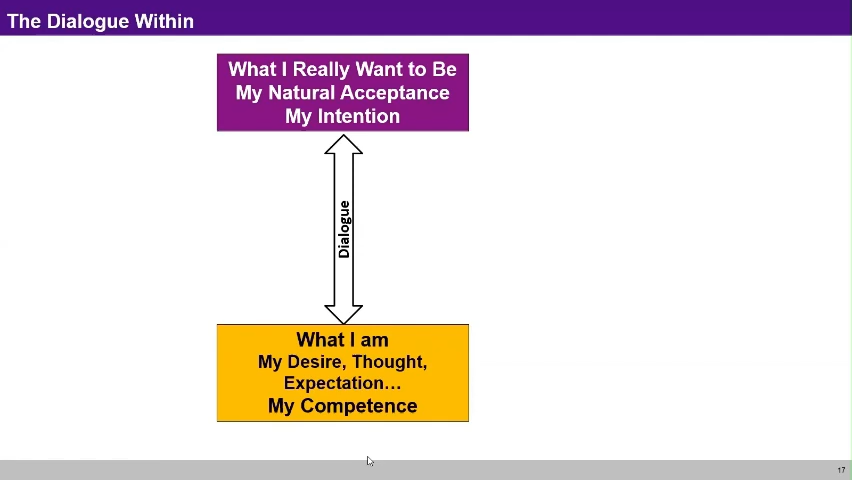 The Dialogue Within
What I Really Want to Be
My Natural Acceptance
My Intention
Dialogue
What I am
My Desire, Thought,
Expectation…
My Competence
17